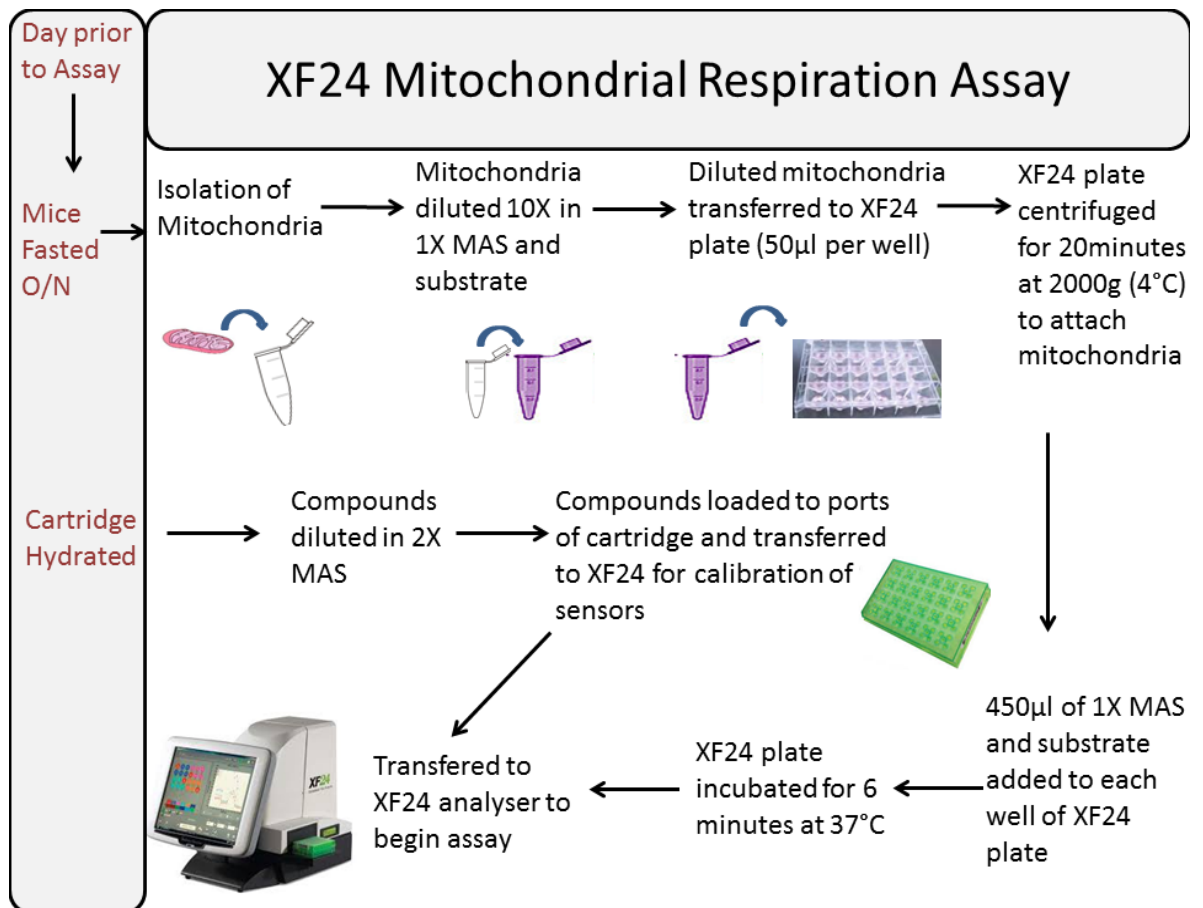 Day prior
to Assay
XF24 Mitochondrial Respiration Assay
Mice
Fasted
O/N
Isolation of
Mitochondria
Mitochondria
diluted 10X in
1X MAS and
substrate
Diluted mitochondria
transferred to XF24
plate (50µl per well)
XF24 plate
centrifuged
for 20minutes
at 2000g (4°C)
to attach
mitochondria
Cartridge
Hydrated
Compounds
diluted in 2X
MAS
Compounds loaded to ports
of cartridge and transferred
to XF24 for calibration of
sensors
450µl of 1X MAS
and substrate
added to each
well of XF24
plate
XF24 plate
incubated for 6
minutes at 37°C
Transfered to
XF24 analyser to
begin assay
XF24